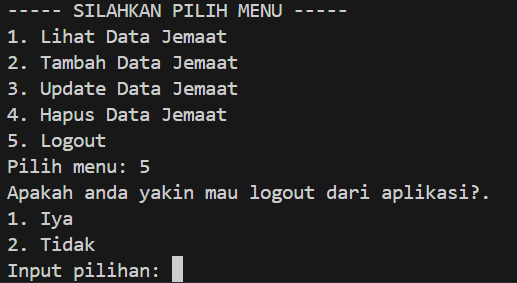 ----- SILAHKAN PILIH MENU -----
1. Lihat Data Jemaat
2. Tambah Data Jemaat
3. Update Data Jemaat
4. Hapus Data Jemaat
5. Logout
Pilih menu: 5
Apakah anda yakin mau logout dari aplikasi?.
1. Iya
2. Tidak
Input pilihan: